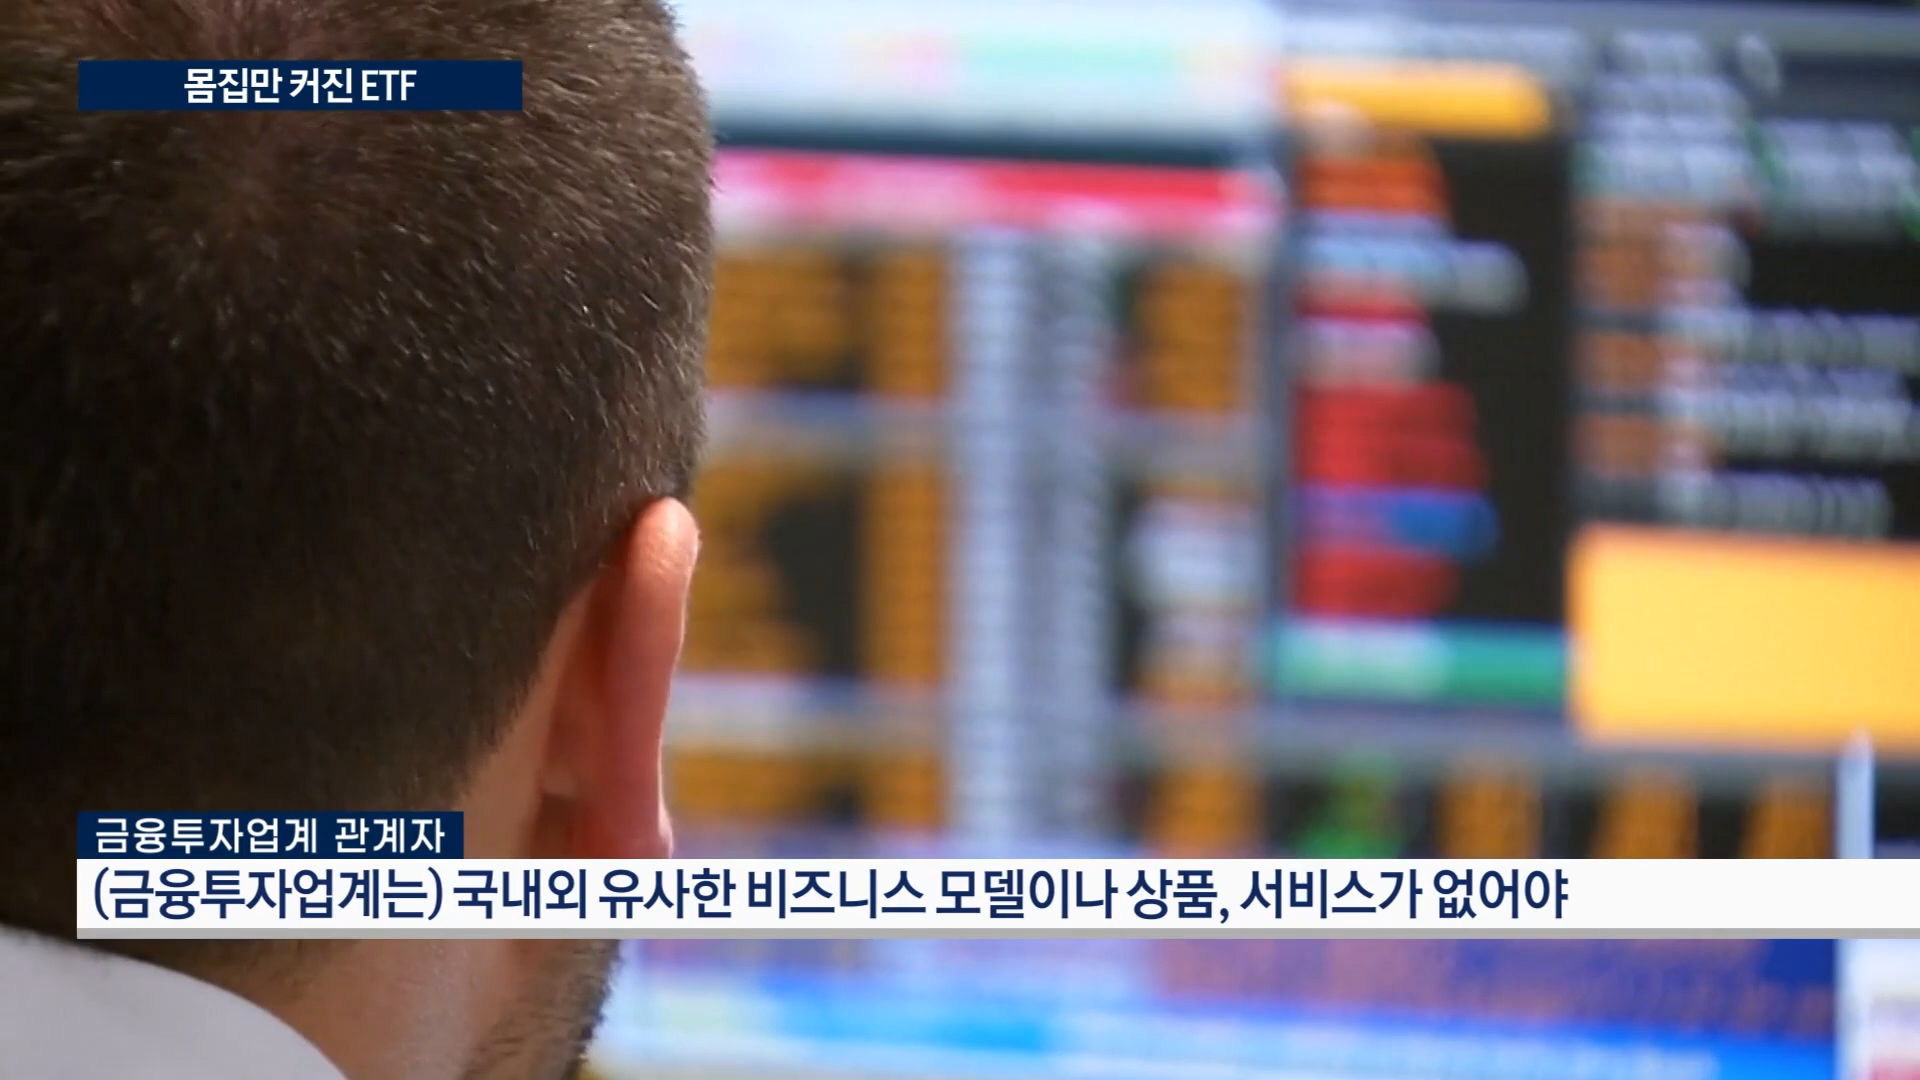 몸집만 커진 ETF
금융투자업계 관계자
(금융투자업계는) 국내외 유사한 비즈니스 모델이나 상품, 서비스가 없어야